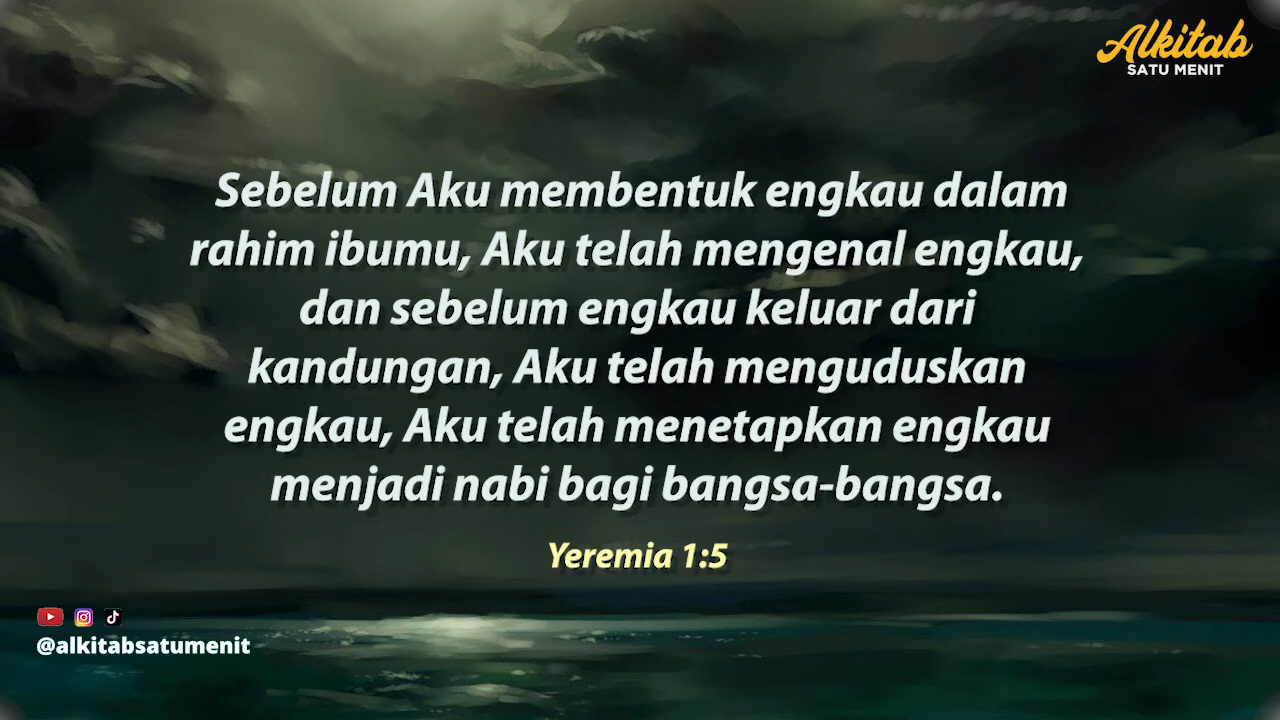 Alkitab
SATU MENIT
Sebelum Aku membentuk engkau dalam
rahim ibumu, Aku telah mengenal engkau,
dan sebelum engkau keluar dari
kandungan, Aku telah menguduskan
engkau, Aku telah menetapkan engkau
menjadi nabi bagi bangsa-bangsa.
Yeremia 1:5
@alkitabsatumenit